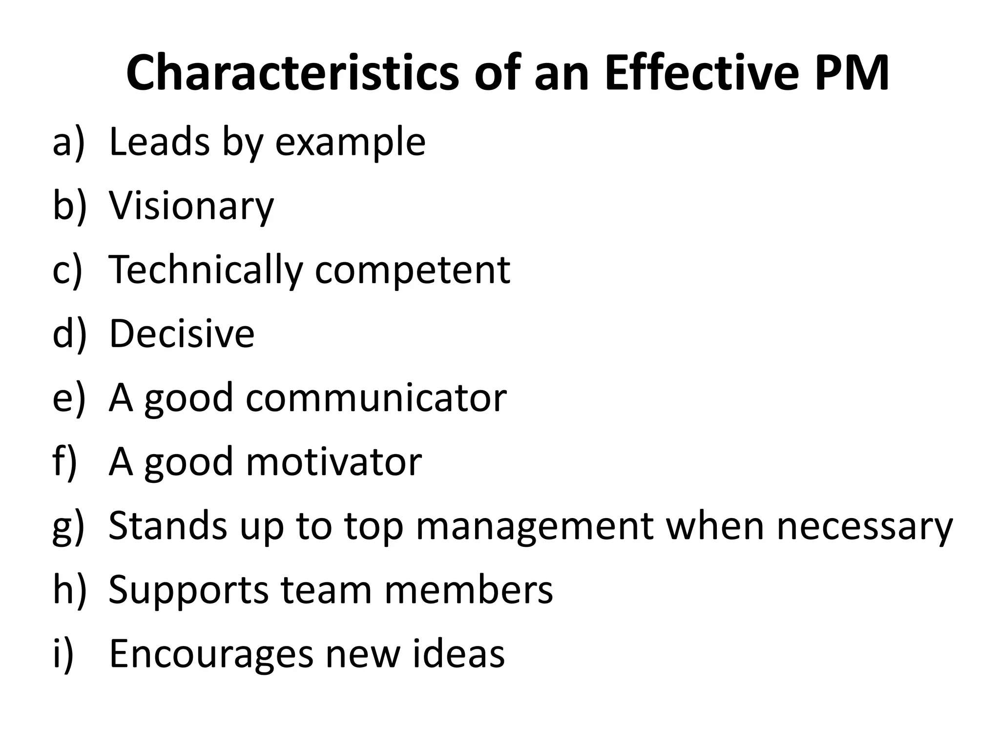 Characteristics of an Effective PM
a) Leads by example
b) Visionary
c) Technically competent
d) Decisive
e) A good communicator
f) A good motivator
g) Stands up to top management when necessary
h) Supports team members
i) Encourages new ideas